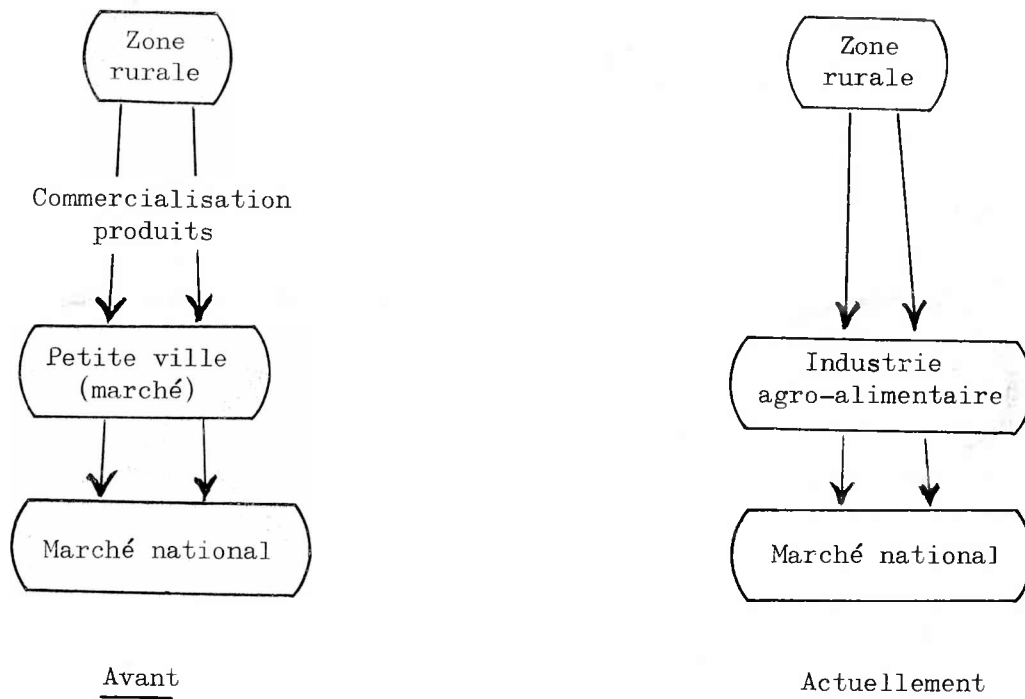 Zone
rurale
Commercialisation
produits
Petite ville
(marché)
Marché national
Avant
Zone
rurale
Industrie
agro-alimentaire
Marché national
Actuellement